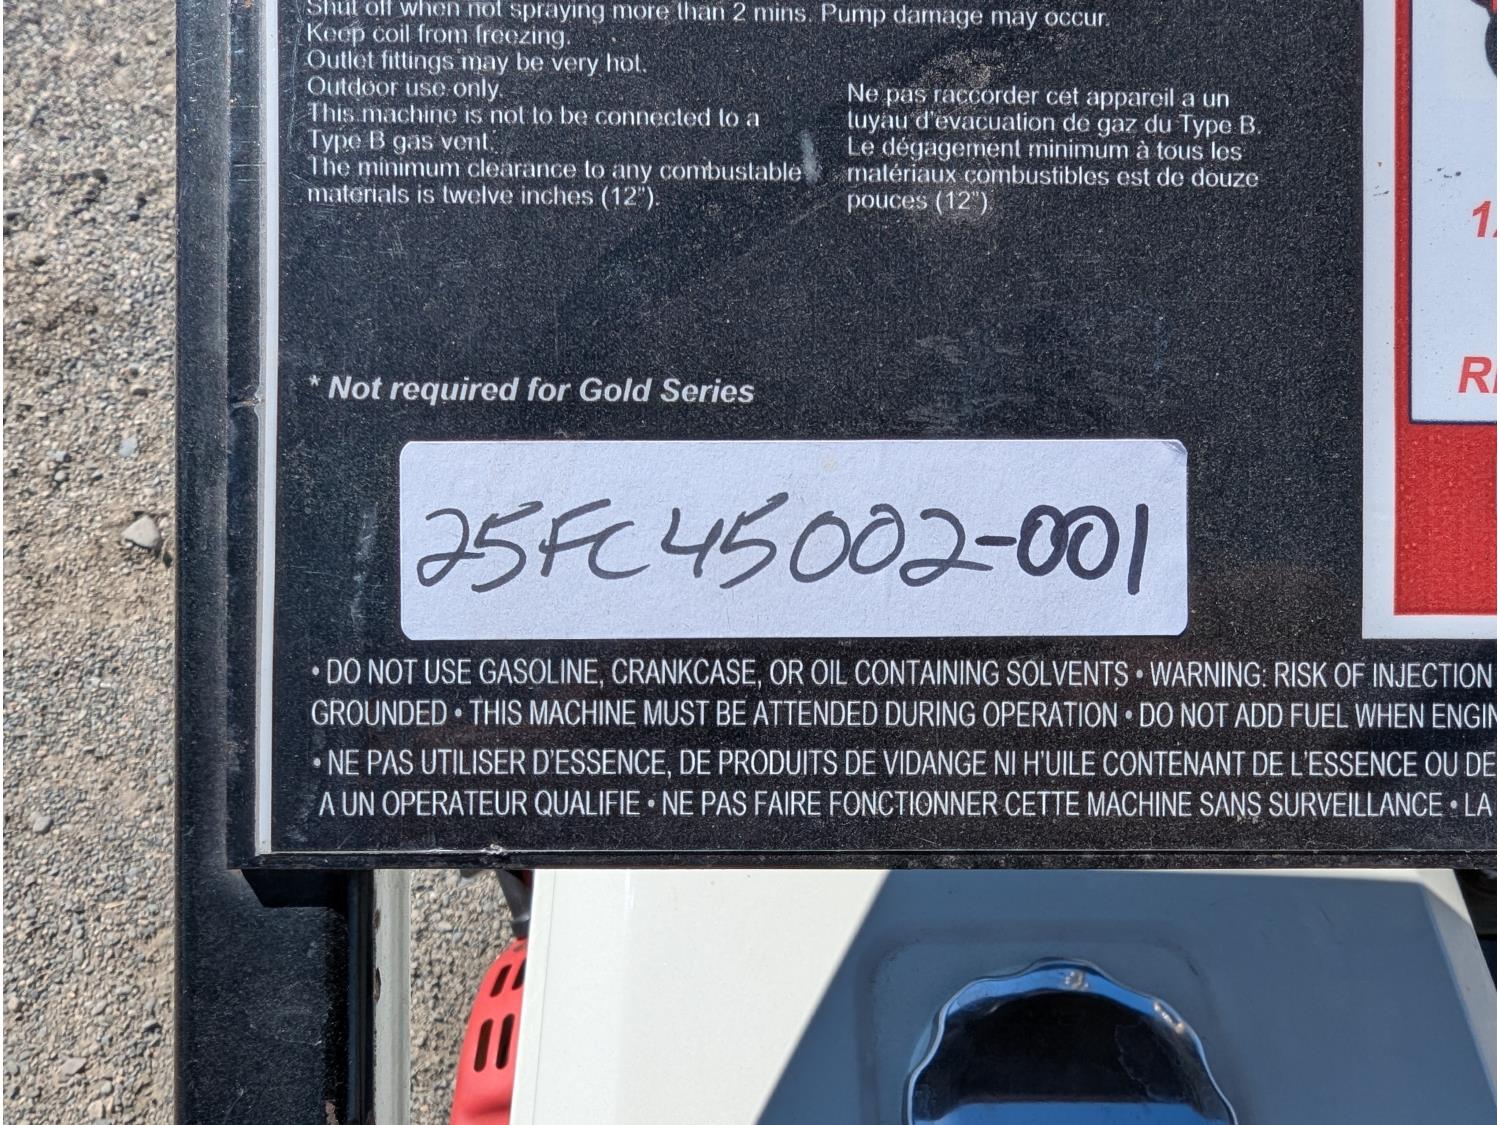 Shut off when not spraying more than 2 mins. Pump damage may occur.
Keep coil from freezing.
Outlet fittings may be very hot.
Outdoor use only.
This machine is not to be connected to a
Type B gas vent.
The minimum clearance to any combustable
materials is twelve inches (12").
Ne pas raccorder cet appareil a un
tuyau d'évacuation de gaz du Type B.
Le dégagement minimum à tous les
matériaux combustibles est de douze
pouces (12")
* Not required for Gold Series
25FC45002-001
• DO NOT USE GASOLINE, CRANKCASE, OR OIL CONTAINING SOLVENTS • WARNING: RISK OF INJECTION
GROUNDED • THIS MACHINE MUST BE ATTENDED DURING OPERATION • DO NOT ADD FUEL WHEN
• NE PAS UTILISER D'ESSENCE, DE PRODUITS DE VIDANGE NI H'UILE CONTENANT DE L'ESSENCE OU DE
A UN OPERATEUR QUALIFIE • NE PAS FAIRE FONCTIONNER CETTE MACHINE SANS SURVEILLANCE • LA